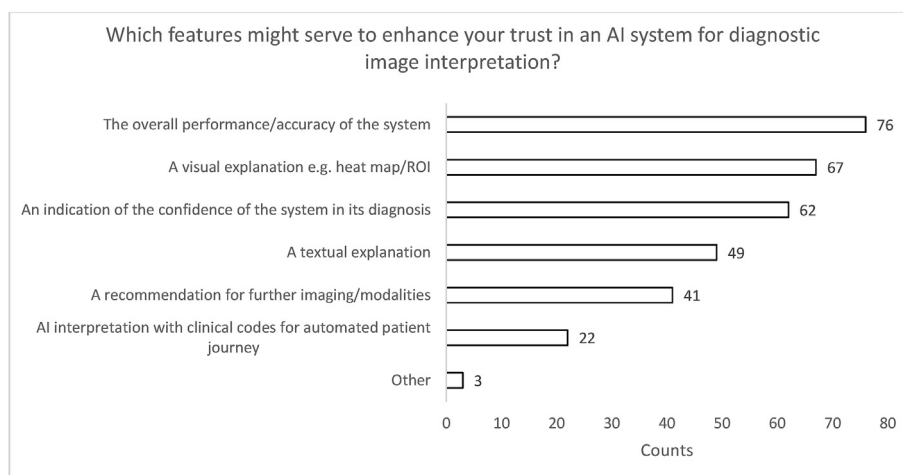 Which features might serve to enhance your trust in an AI system for diagnostic
image interpretation?
The overall performance/accuracy of the system
76
A visual explanation e.g. heat map/ROI
67
An indication of the confidence of the system in its diagnosis
62
A textual explanation
49
A recommendation for further imaging/modalities
41
AI interpretation with clinical codes for automated patient
journey
22
Other
3
0 10 20 30 40 50 60 70 80
Counts